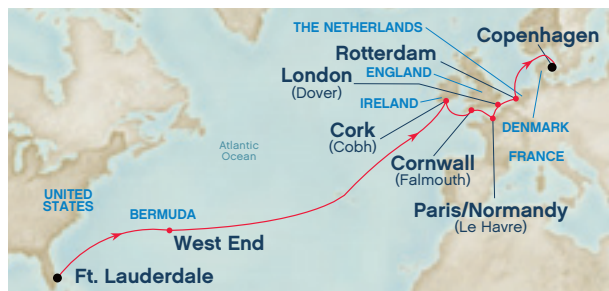 THE NETHERLANDS
Copenhagen
Rotterdam
London
(Dover)
ENGLAND
IRELAND
DENMARK
Cork
(Cobh)
Atlantic
Ocean
FRANCE
Cornwall
(Falmouth)
UNITED
STATES
BERMUDA
Paris/Normandy
(Le Havre)
West End
Ft. Lauderdale